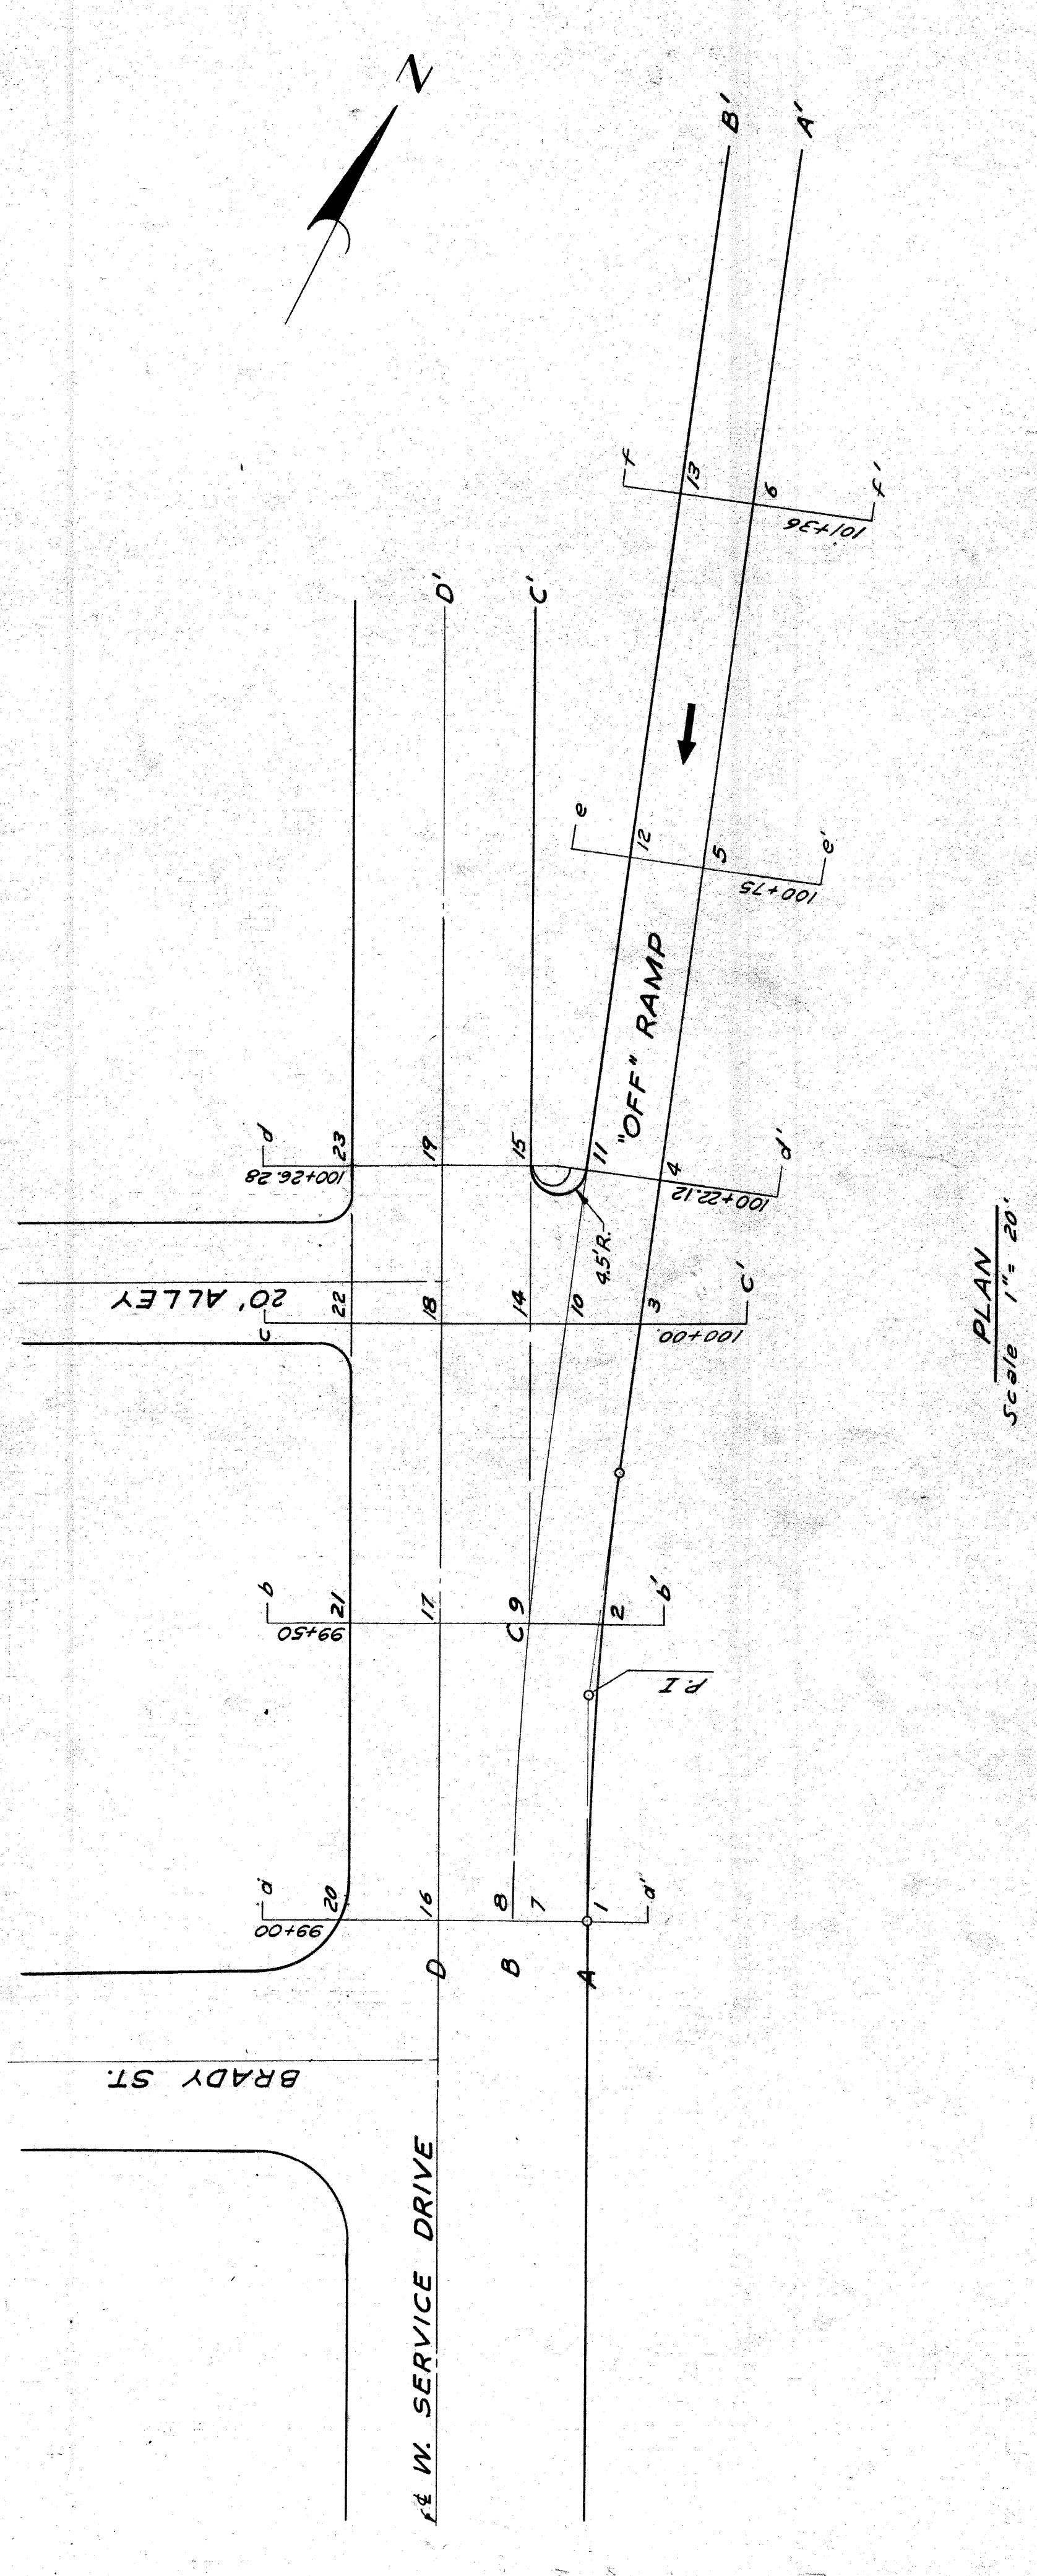 N
B'
A'
f
13
6
f'
101+36
D'
C'
e
12
5
e'
100+75
"OFF" RAMP
d
23
19
15
11
4
d'
100+26.28
100+22.12
4.5'R.
20' ALLEY
c
22
18
14
10
3
c'
100+00
PLAN
Scale 1" = 20'
b
21
17
C 9
2
b'
99+50
P.I
a
20
16
8
7
1
a'
99+00
D
B
A
BRADY ST.
℄ W. SERVICE DRIVE